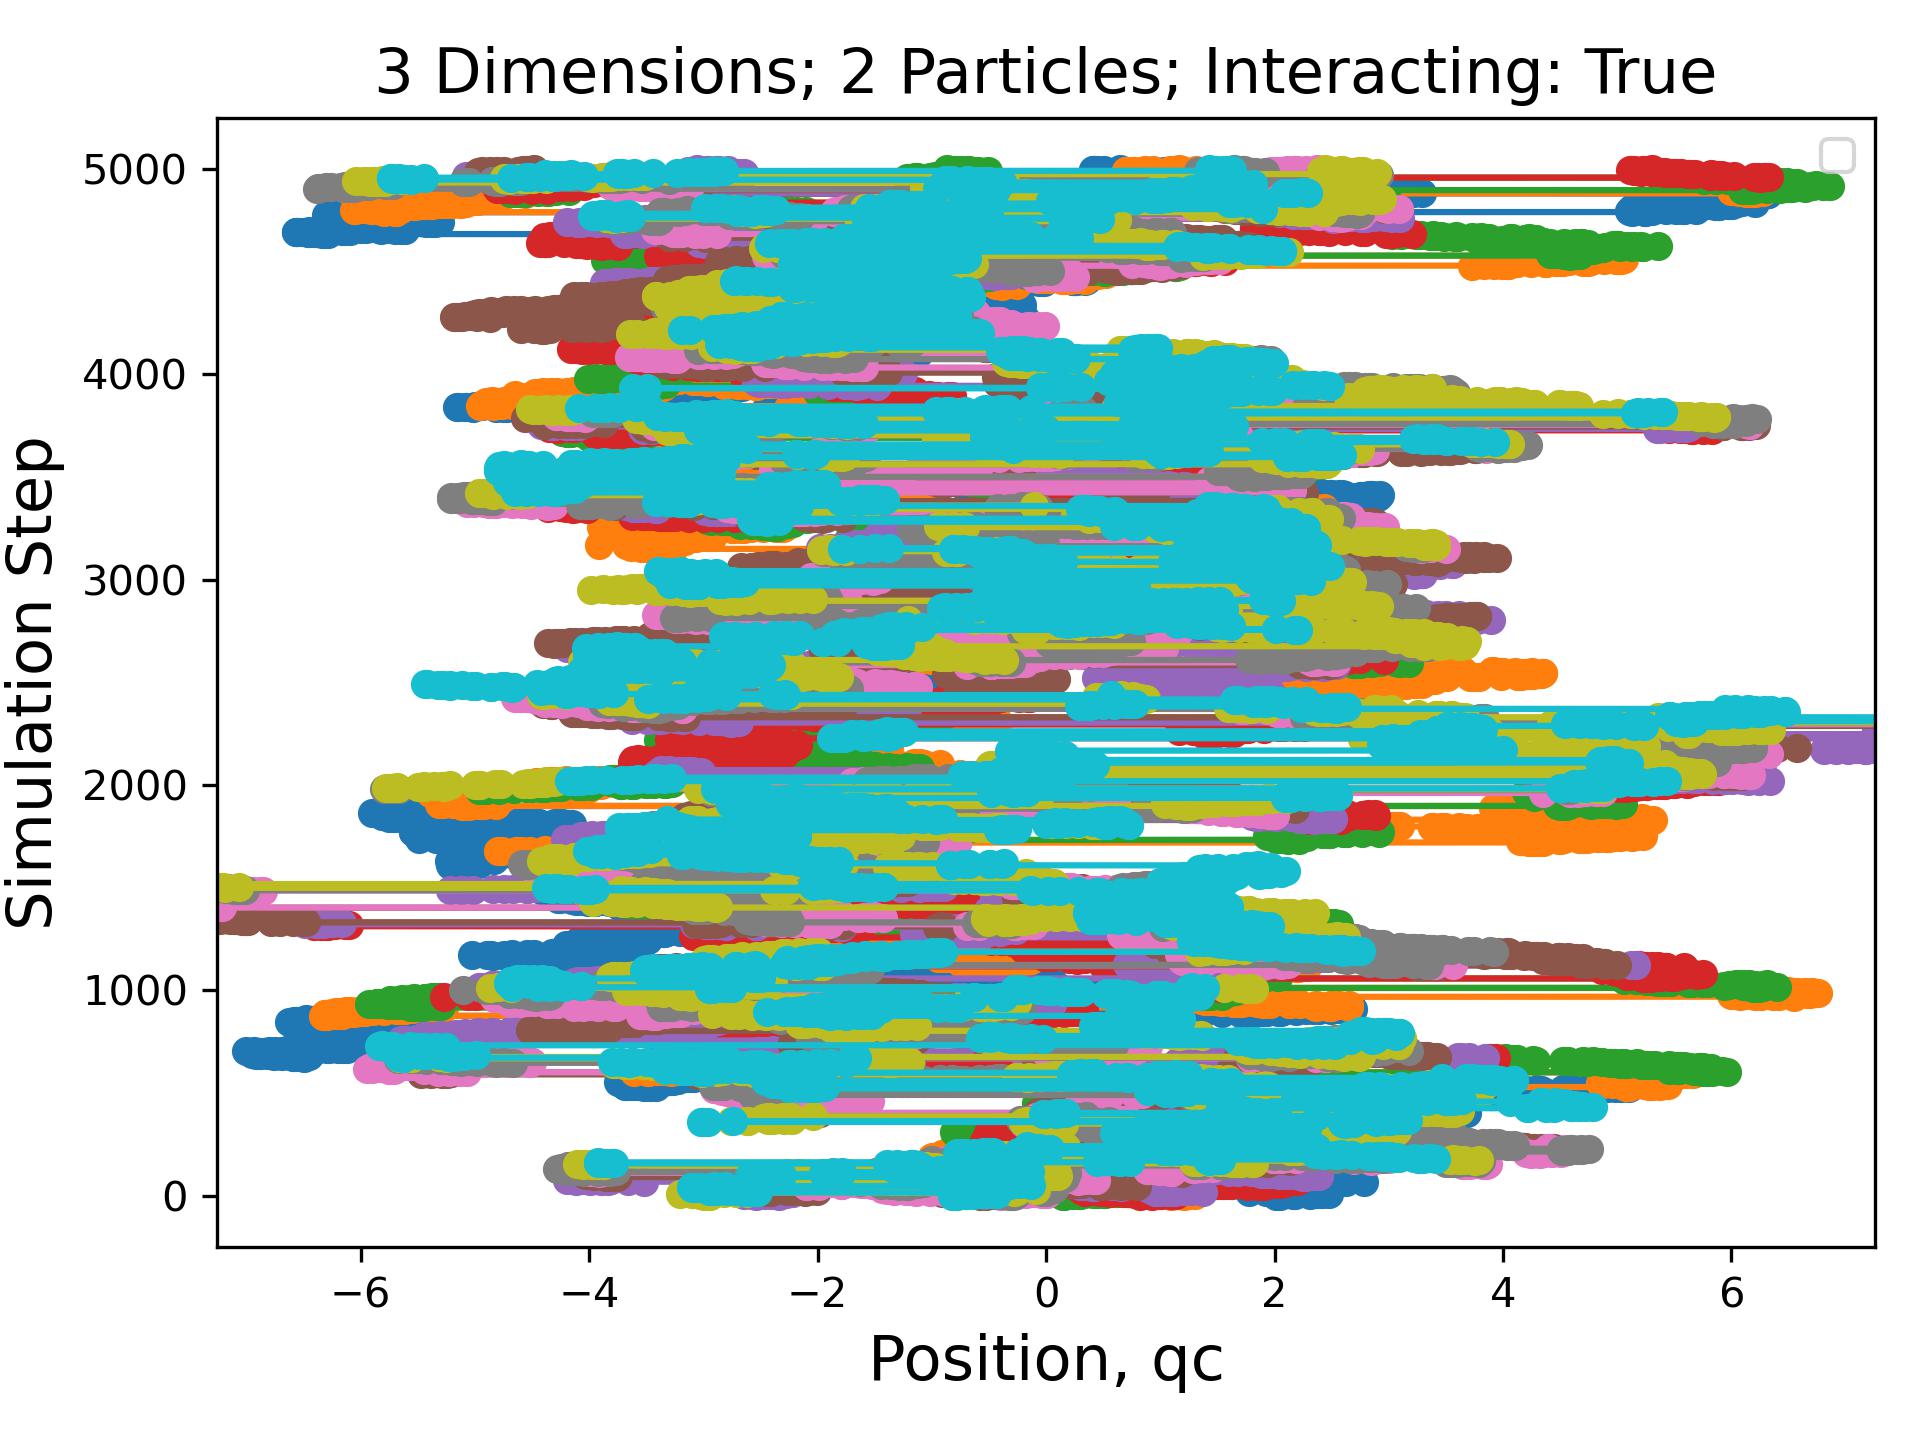 3 Dimensions; 2 Particles; Interacting: True
Simulation Step
5000
4000
3000
2000
1000
0
−6 −4 −2 0 2 4 6
Position, qc